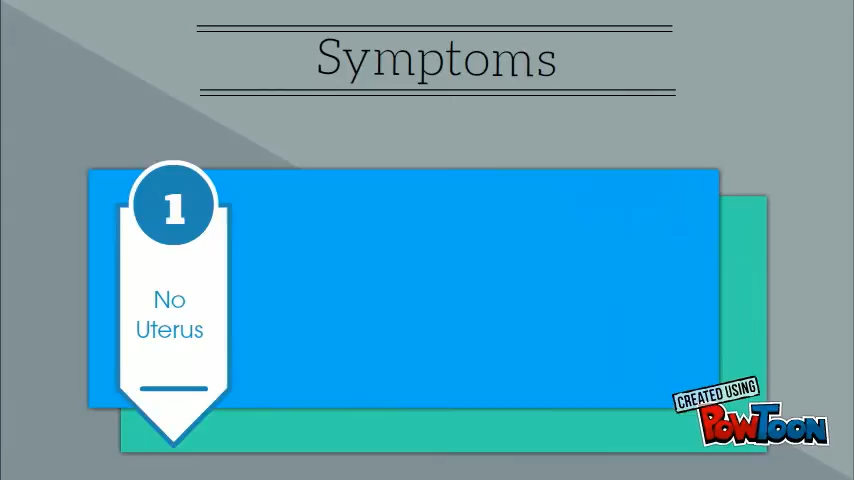 Symptoms
1
No
Uterus
CREATED USING
POWTOON